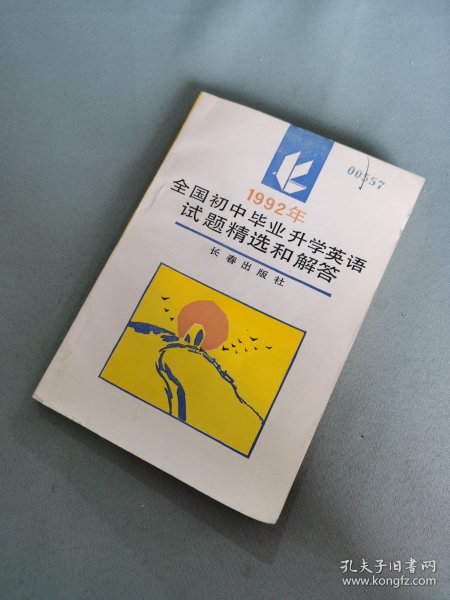 00557
1992年
全国初中毕业升学英语
试题精选和解答
长春出版社
孔夫子旧书网
www.kongfz.com